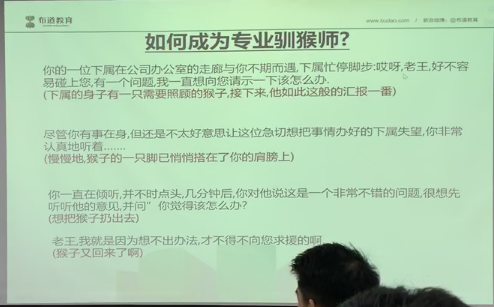 布道教育
如何成为专业驯猴师?
你的一位下属在公司办公室的走廊与你不期而遇,下属忙停脚步:哎呀,老王,好不容
易碰上您,有一个问题,我一直想向您请示一下该怎么办.
(下属的身子有一只需要照顾的猴子,接下来,他如此这般的汇报一番)
尽管你有事在身,但还是不太好意思让这位急切想把事情办好的下属失望,你非常
认真地听着.......
(慢慢地,猴子的一只脚已悄悄搭在了你的肩膀上)
你一直在倾听,并不时点头,几分钟后,你对他说这是一个非常不错的问题,很想先
听听他的意见,并问”你觉得该怎么办?
(想把猴子扔出去)
老王,我就是因为想不出办法,才不得不向您求援的啊
(猴子又回来了啊)